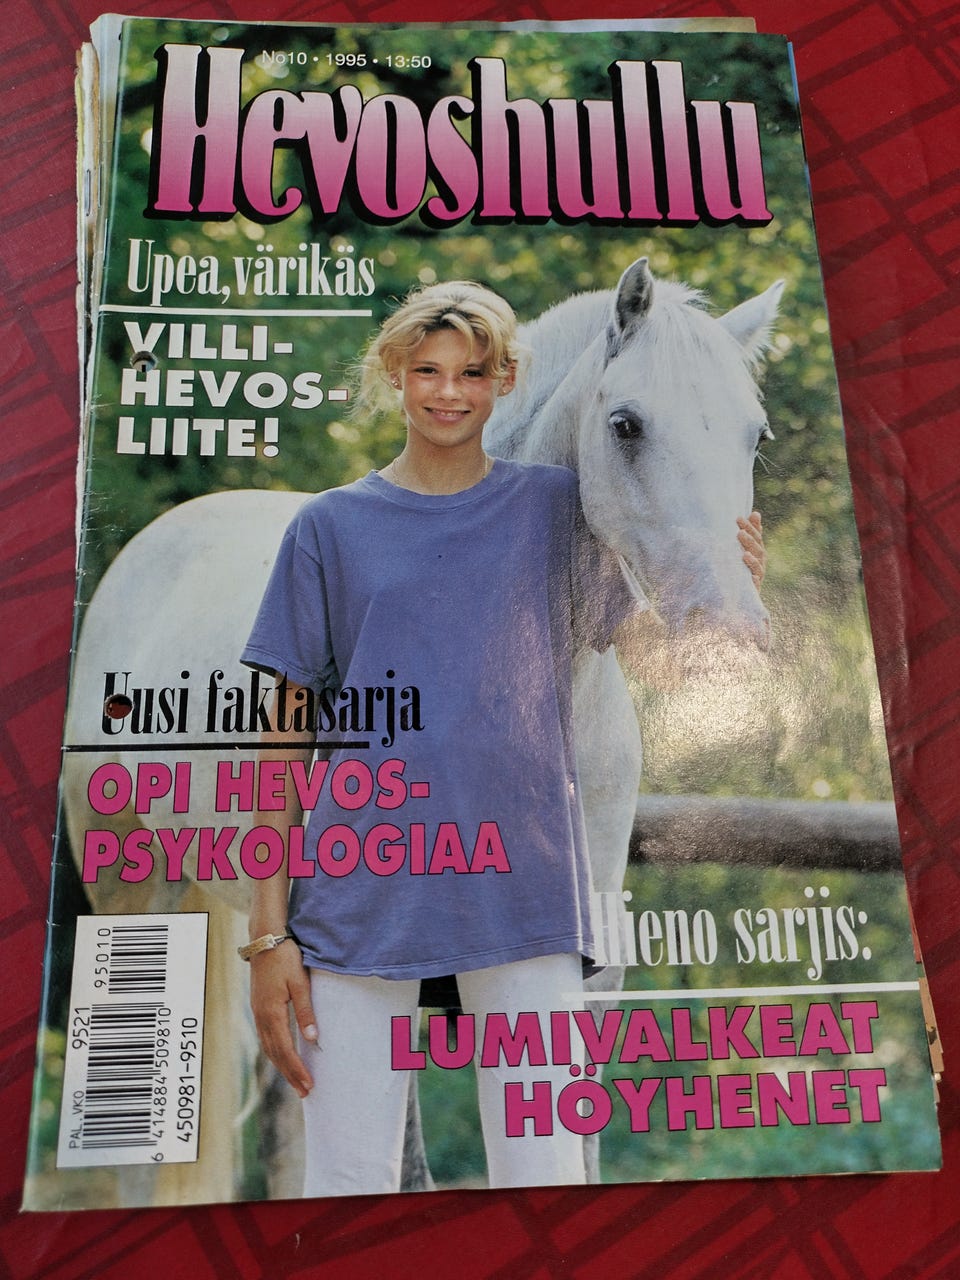 No10 • 1995 • 13:50
Hevoshullu
Upea, värikäs
VILLI-
HEVOS-
LIITE!
Uusi faktasarja
OPI HEVOS-
PSYKOLOGIAA
Hieno sarjis:
LUMIVALKEAT
HÖYHENET
PAL. VKO 9521 95010
6 414884 509810
450981-9510